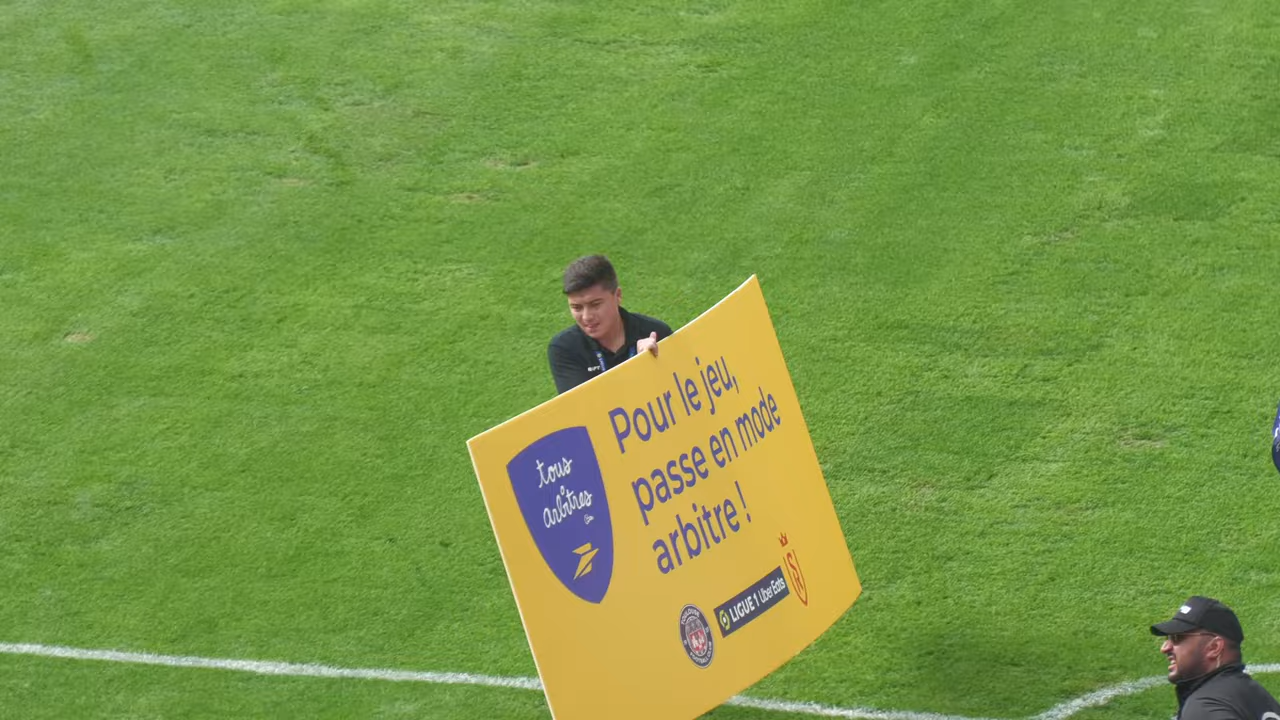 tous
arbitres
Pour le jeu,
passe en mode
arbitre !
LIGUE 1 Uber Eats